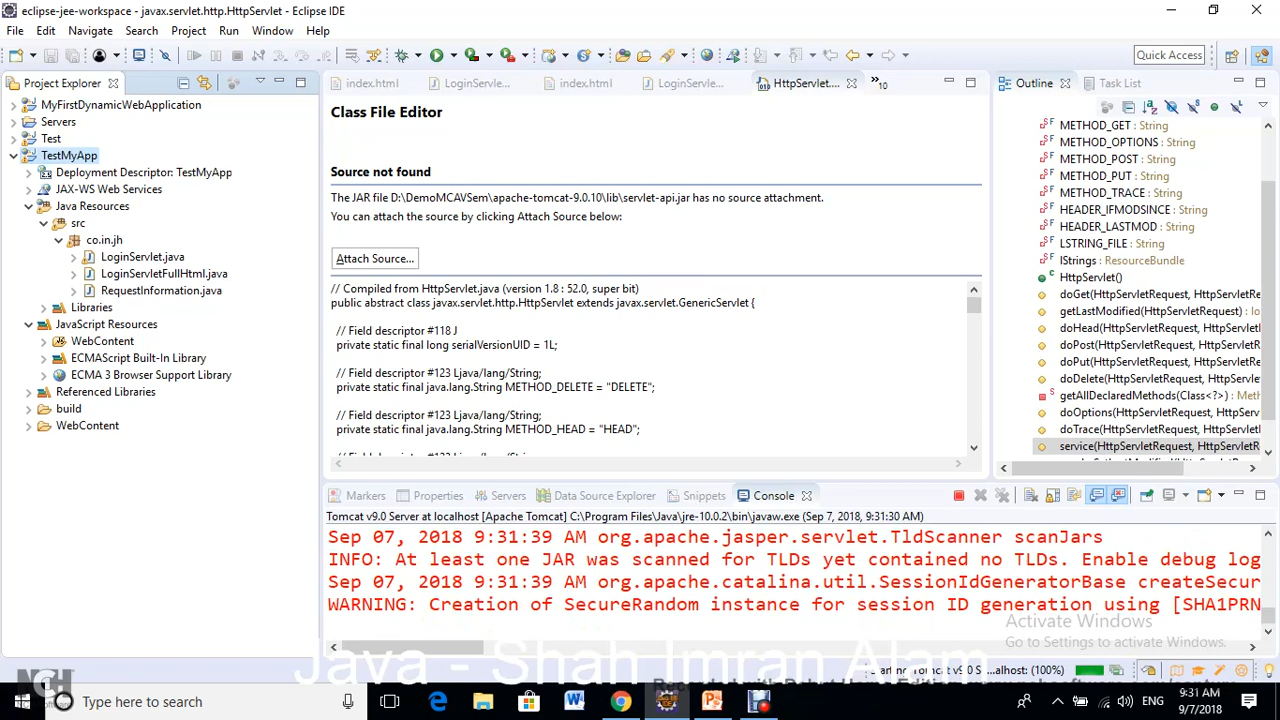 eclipse-jee-workspace - javax.servlet.http.HttpServlet - Eclipse IDE
File Edit Navigate Search Project Run Window Help
Quick Access
Project Explorer
index.html
LoginServle...
index.html
LoginServle...
HttpServlet....
»10
Outline
Task List
MyFirstDynamicWebApplication
Servers
Test
TestMyApp
Deployment Descriptor: TestMyApp
JAX-WS Web Services
Java Resources
src
co.in.jh
LoginServlet.java
LoginServletFullHtml.java
RequestInformation.java
Libraries
JavaScript Resources
WebContent
ECMAScript Built-In Library
ECMA 3 Browser Support Library
Referenced Libraries
build
WebContent
Class File Editor
Source not found
The JAR file D:\DemoMCAVSem\apache-tomcat-9.0.10\lib\servlet-api.jar has no source attachment.
You can attach the source by clicking Attach Source below:
Attach Source...
// Compiled from HttpServlet.java (version 1.8 : 52.0, super bit)
public abstract class javax.servlet.http.HttpServlet extends javax.servlet.GenericServlet {
// Field descriptor #118 J
private static final long serialVersionUID = 1L;
// Field descriptor #123 Ljava/lang/String;
private static final java.lang.String METHOD_DELETE = "DELETE";
// Field descriptor #123 Ljava/lang/String;
private static final java.lang.String METHOD_HEAD = "HEAD";
METHOD_GET : String
METHOD_OPTIONS : String
METHOD_POST : String
METHOD_PUT : String
METHOD_TRACE : String
HEADER_IFMODSINCE : String
HEADER_LASTMOD : String
LSTRING_FILE : String
lStrings : ResourceBundle
HttpServlet()
doGet(HttpServletRequest, HttpSer
getLastModified(HttpServletRequest) : lo
doHead(HttpServletRequest, HttpSe
doPost(HttpServletRequest, HttpSe
doPut(HttpServletRequest, HttpSer
doDelete(HttpServletRequest, Http
getAllDeclaredMethods(Class<?>) : Meth
doOptions(HttpServletRequest, Htt
doTrace(HttpServletRequest, HttpS
service(HttpServletRequest, HttpServletR
Markers
Properties
Servers
Data Source Explorer
Snippets
Console
Tomcat v9.0 Server at localhost [Apache Tomcat] C:\Program Files\Java\jre-10.0.2\bin\javaw.exe (Sep 7, 2018, 9:31:30 AM)
Sep 07, 2018 9:31:39 AM org.apache.jasper.servlet.TldScanner scanJars
INFO: At least one JAR was scanned for TLDs yet contained no TLDs. Enable debug log
Sep 07, 2018 9:31:39 AM org.apache.catalina.util.SessionIdGeneratorBase createSecur
WARNING: Creation of SecureRandom instance for session ID generation using [SHA1PRN
Activate Windows
Go to Settings to activate Windows.
Java - Shah Imran Alam
Starting Tomcat v9.0 S...alhost: (100%)
NCH
Software
Type here to search
ENG
9:31 AM
9/7/2018